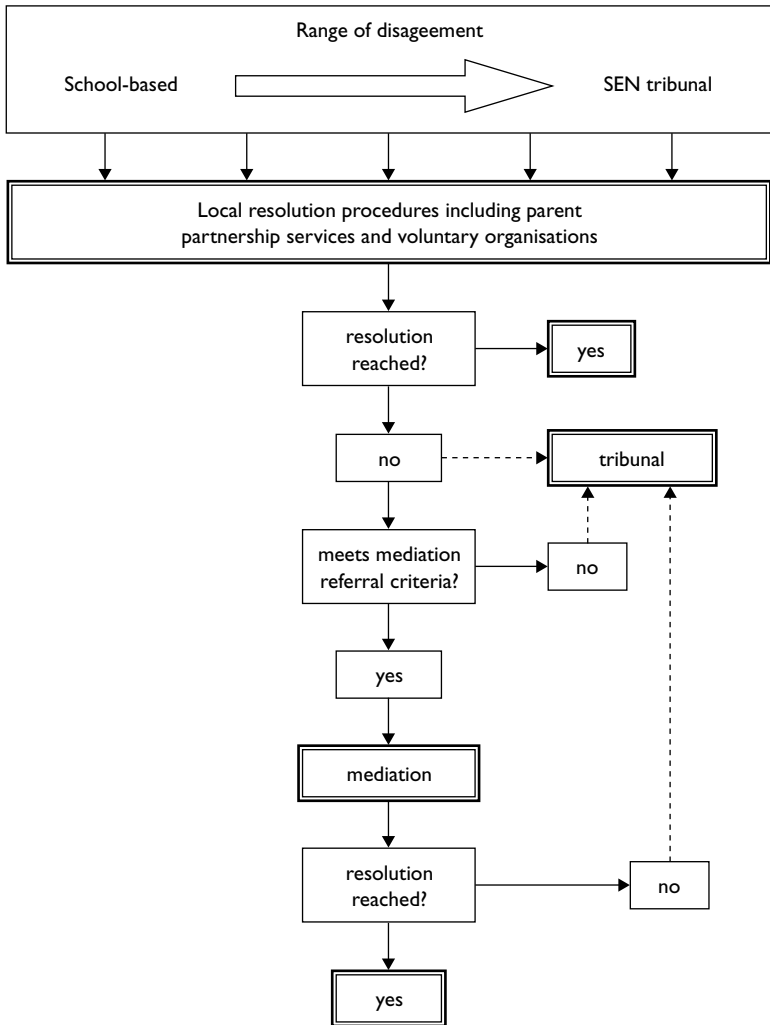 Range of disageement
School-based
SEN tribunal
Local resolution procedures including parent
partnership services and voluntary organisations
resolution
reached?
yes
no
tribunal
meets mediation
referral criteria?
no
yes
mediation
resolution
reached?
no
yes